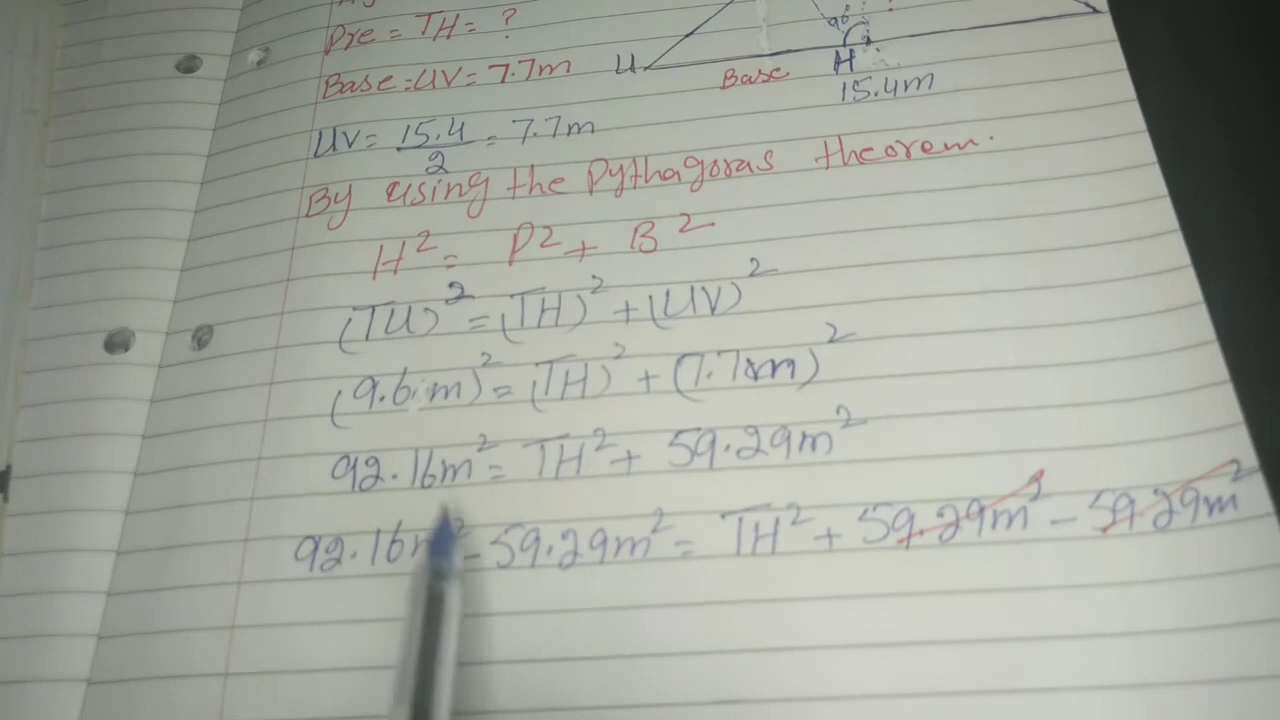 Pre = TH = ?
Base = UV = 7.7m
U
Base
H
90°
15.4m
UV = 15.4/2 = 7.7m
By using the Pythagoras theorem.
H² = P² + B²
(TU)² = (TH)² + (UV)²
(9.6m)² = (TH)² + (7.7m)²
92.16m² = TH² + 59.29m²
92.16m² - 59.29m² = TH² + 59.29m² - 59.29m²